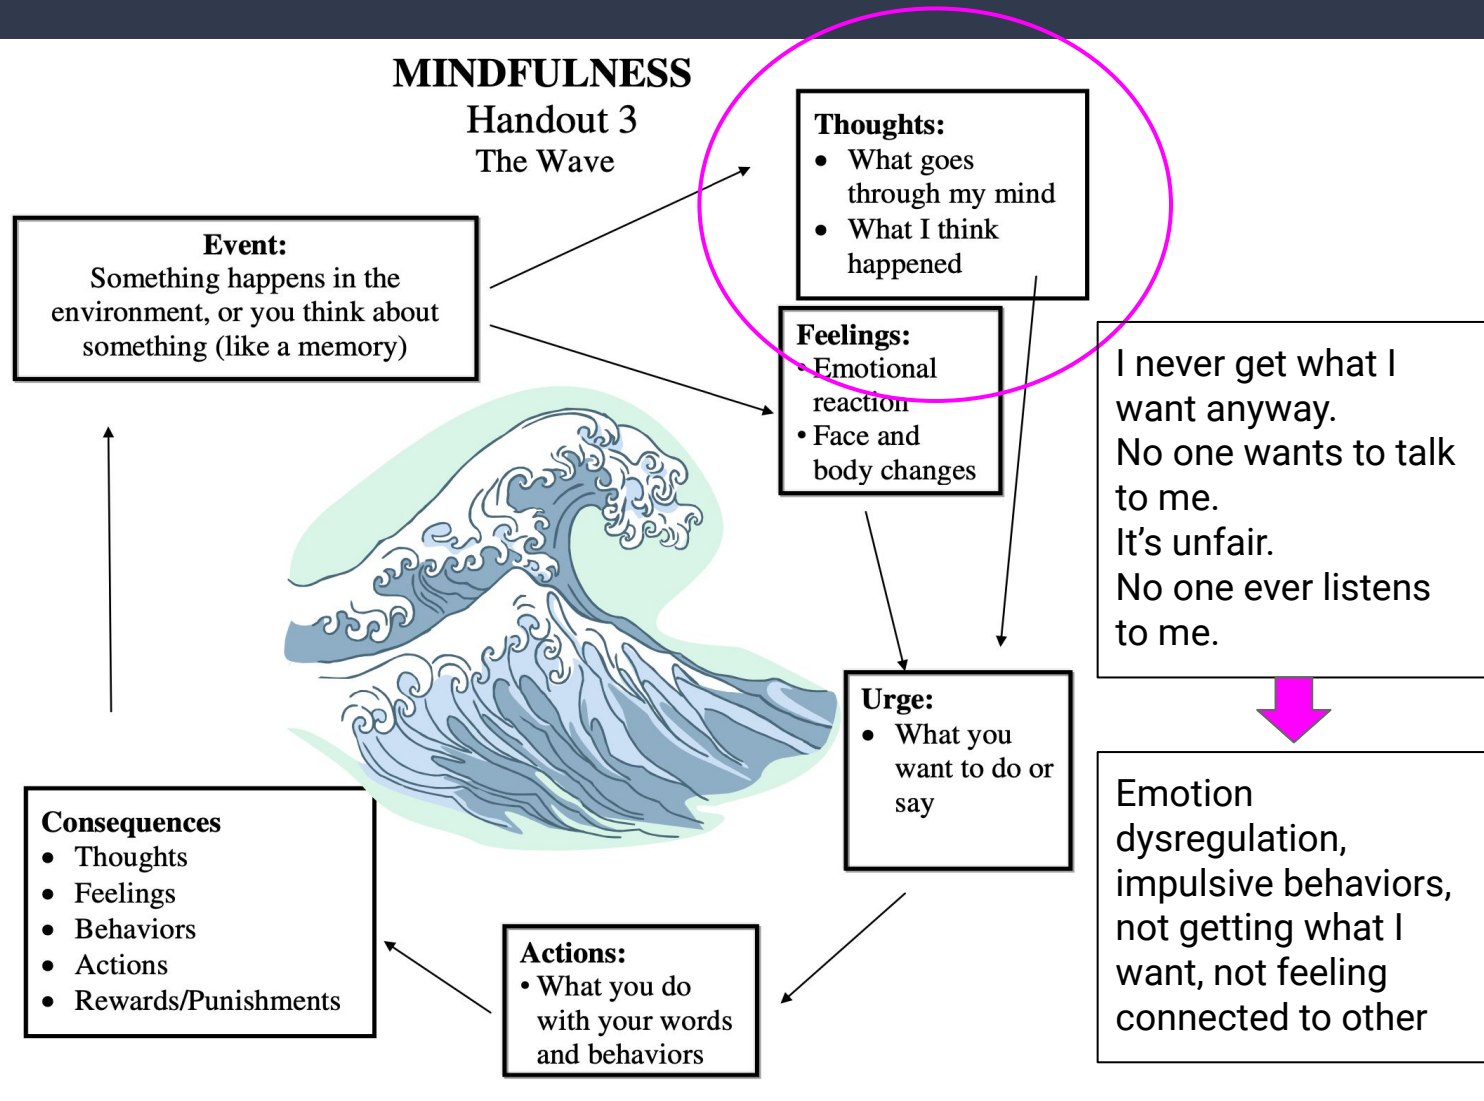 MINDFULNESS
Handout 3
The Wave
Event:
Something happens in the
environment, or you think about
something (like a memory)
Thoughts:
• What goes
through my mind
• What I think
happened
Feelings:
• Emotional
reaction
• Face and
body changes
I never get what I
want anyway.
No one wants to talk
to me.
It’s unfair.
No one ever listens
to me.
Urge:
• What you
want to do or
say
Emotion
dysregulation,
impulsive behaviors,
not getting what I
want, not feeling
connected to other
Actions:
• What you do
with your words
and behaviors
Consequences
• Thoughts
• Feelings
• Behaviors
• Actions
• Rewards/Punishments